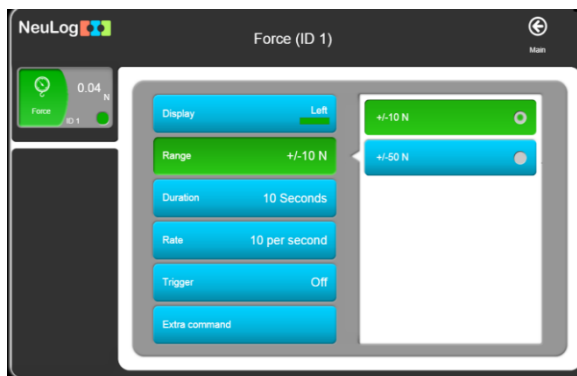 NeuLog
Force (ID 1)
Main
0.04
N
Force
ID 1
Display Left
Range +/-10 N
Duration 10 Seconds
Rate 10 per second
Trigger Off
Extra command
+/-10 N
+/-50 N